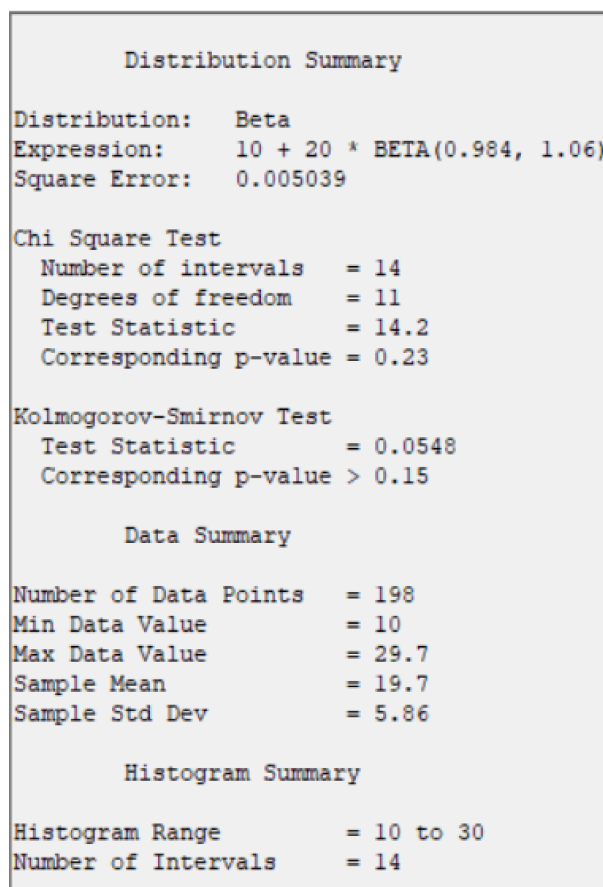 Distribution Summary
Distribution: Beta
Expression: 10 + 20 * BETA(0.984, 1.06)
Square Error: 0.005039
Chi Square Test
Number of intervals = 14
Degrees of freedom = 11
Test Statistic = 14.2
Corresponding p-value = 0.23
Kolmogorov-Smirnov Test
Test Statistic = 0.0548
Corresponding p-value > 0.15
Data Summary
Number of Data Points = 198
Min Data Value = 10
Max Data Value = 29.7
Sample Mean = 19.7
Sample Std Dev = 5.86
Histogram Summary
Histogram Range = 10 to 30
Number of Intervals = 14